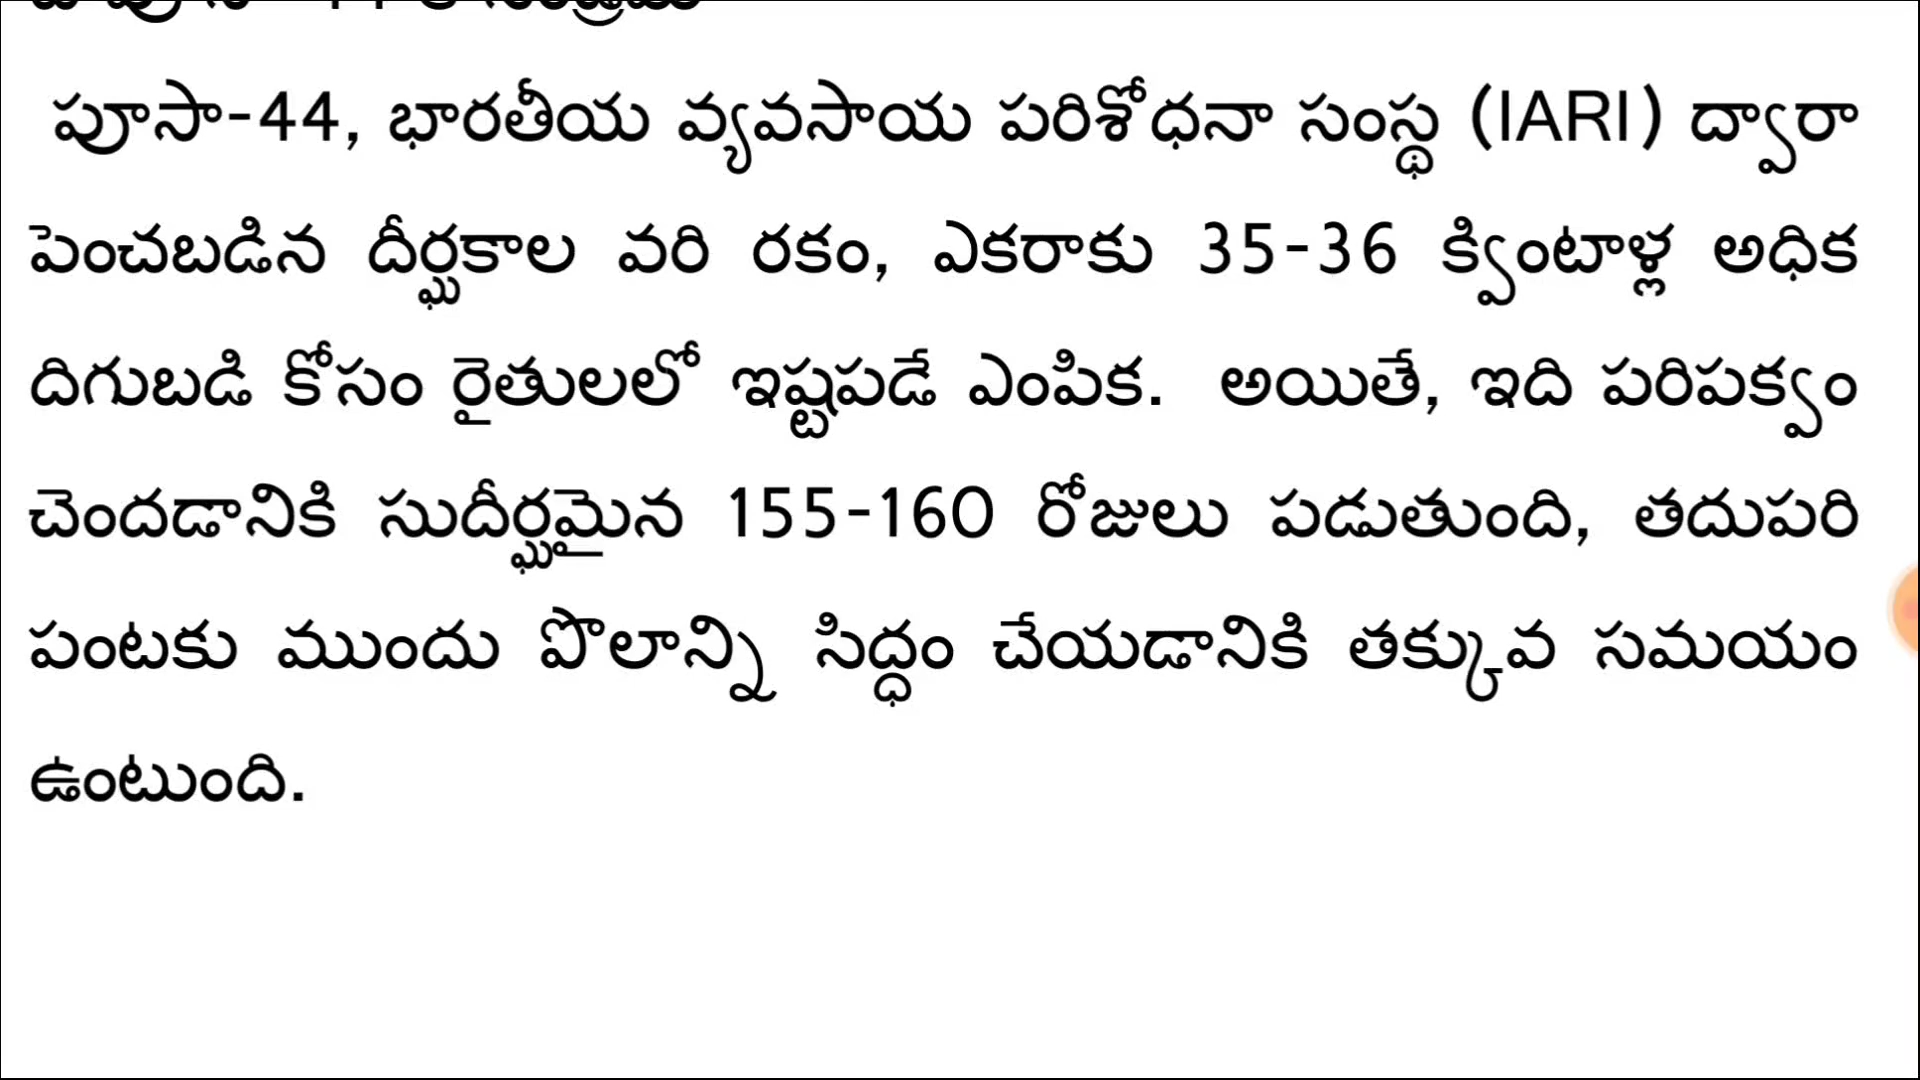 పూసా-44, భారతీయ వ్యవసాయ పరిశోధనా సంస్థ (IARI) ద్వారా
పెంచబడిన దీర్ఘకాల వరి రకం, ఎకరాకు 35-36 క్వింటాళ్ల అధిక
దిగుబడి కోసం రైతులలో ఇష్టపడే ఎంపిక. అయితే, ఇది పరిపక్వం
చెందడానికి సుదీర్ఘమైన 155-160 రోజులు పడుతుంది, తదుపరి
పంటకు ముందు పొలాన్ని సిద్ధం చేయడానికి తక్కువ సమయం
ఉంటుంది.